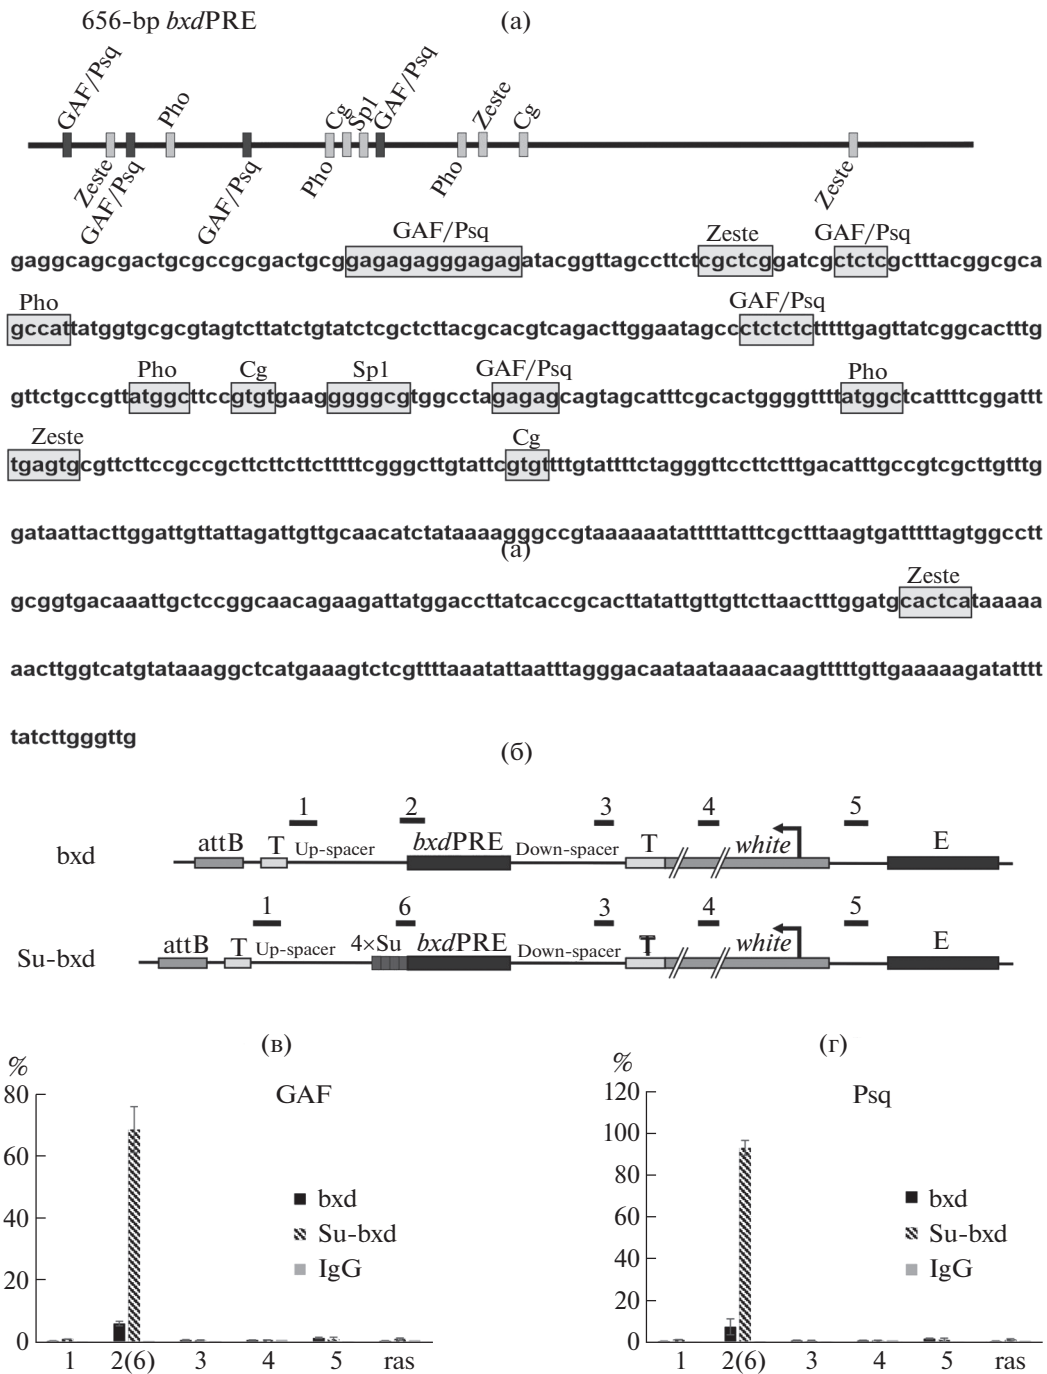 656-bp bxdPRE
(а)
GAF/Psq
Pho
Cg
Sp1
GAF/Psq
Zeste
Cg
Zeste
GAF/Psq
GAF/Psq
Pho
Pho
Zeste
GAF/Psq Zeste GAF/Psq
gaggcagcgactgcgccgcgactgcggagagagggagagatacggttagccttctcgctcggatcgctctcgctttacggcgca
Pho GAF/Psq
gccattatggtgcgcgtagtcttatctgtatctcgctcttacgcacgtcagacttggaatagccctctctctttttgagttatcggcactttg
Pho Cg Sp1 GAF/Psq Pho
gttctgccgttatggcttccgtgtgaagggggcgtggcctagagagcagtagcatttcgcactggggttttatggctcattttcggattt
Zeste Cg
tgagtgcgttcttccgccgcttcttcttctttttcgggcttgtattcgtgttttgtattttctagggttccttctttgacatttgccgtcgcttgtttg
gataattacttggattgttattagattgttgcaacatctataaaagggccgtaaaaaatatttttatttcgctttaagtgatttttagtggcctt
(а)
Zeste
gcggtgacaaattgctccggcaacagaagattatggaccttatcaccgcacttatattgttgttcttaactttggatgcactcataaaaa
aacttggtcatgtataaaggctcatgaaagtctcgttttaaatattaatttagggacaataataaaacaagtttttgttgaaaaagatatttt
tatcttgggttg
(б)
1 2 3 4 5
bxd attB T Up-spacer bxdPRE Down-spacer T white E
1 6 3 4 5
Su-bxd attB T Up-spacer 4×Su bxdPRE Down-spacer T white E
(в)
%
GAF
80
60
40
20
0
bxd
Su-bxd
IgG
1 2(6) 3 4 5 ras
(г)
%
Psq
120
100
80
60
40
20
0
bxd
Su-bxd
IgG
1 2(6) 3 4 5 ras